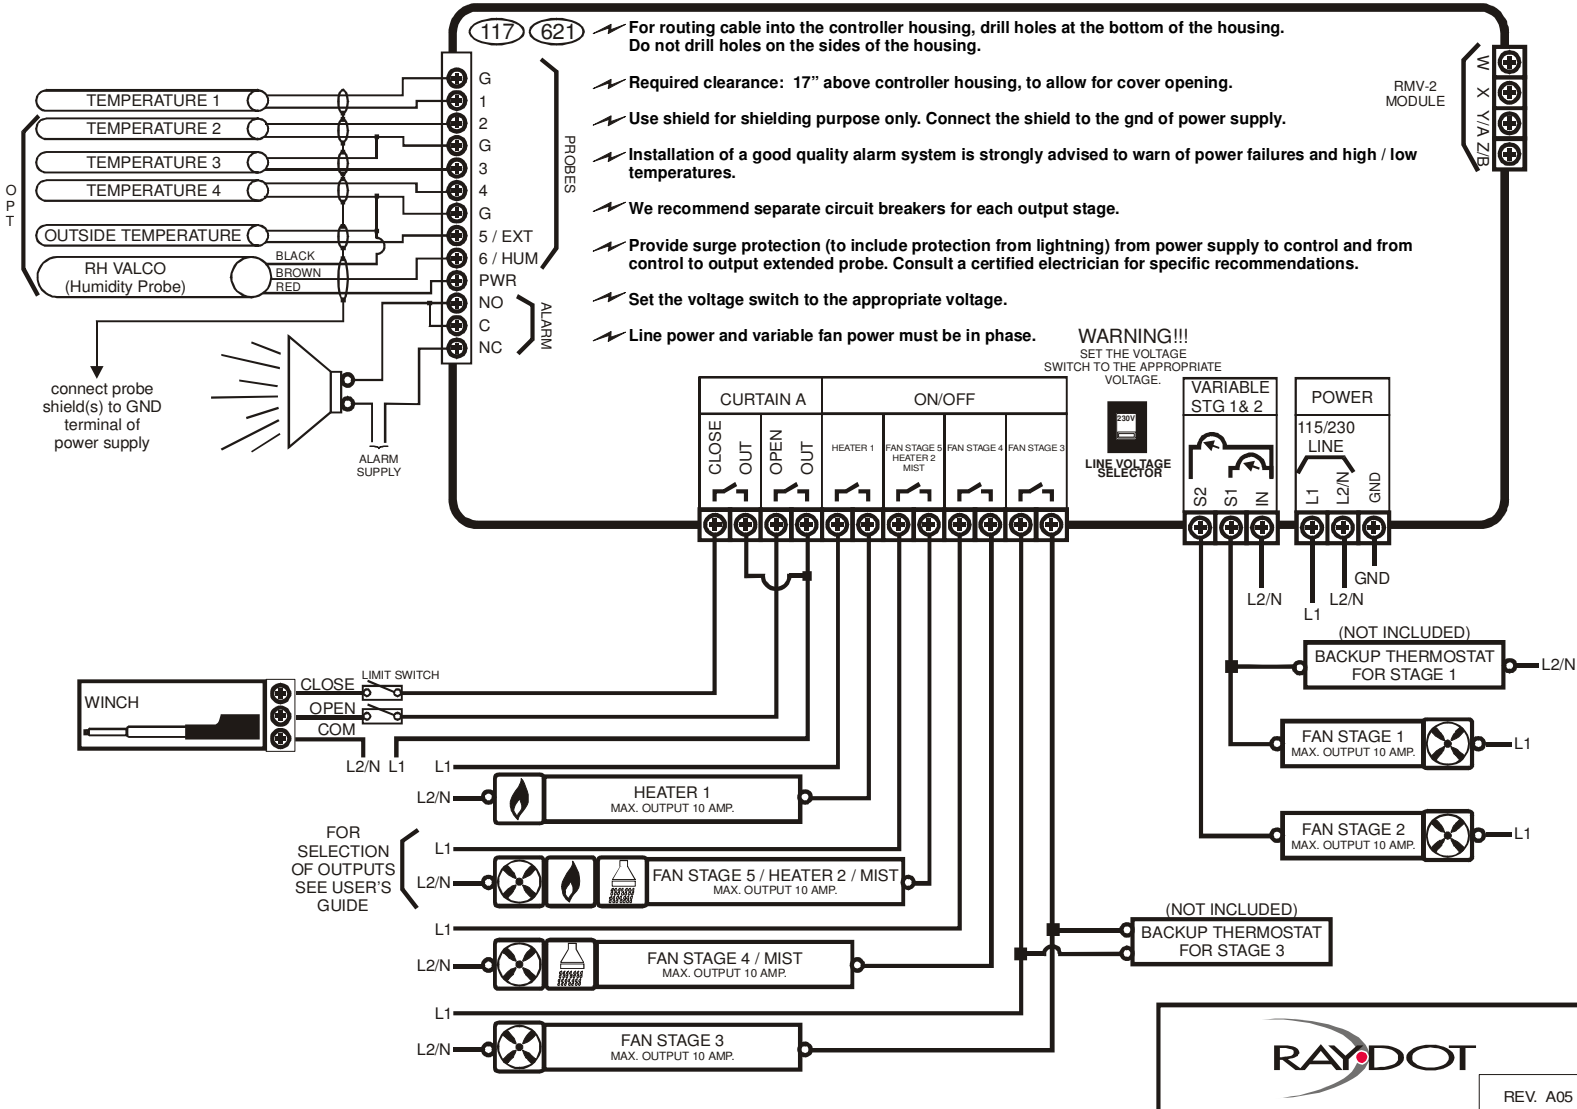 117 621
For routing cable into the controller housing, drill holes at the bottom of the housing.
Do not drill holes on the sides of the housing.
Required clearance: 17” above controller housing, to allow for cover opening.
Use shield for shielding purpose only. Connect the shield to the gnd of power supply.
Installation of a good quality alarm system is strongly advised to warn of power failures and high / low
temperatures.
We recommend separate circuit breakers for each output stage.
Provide surge protection (to include protection from lightning) from power supply to control and from
control to output extended probe. Consult a certified electrician for specific recommendations.
Set the voltage switch to the appropriate voltage.
Line power and variable fan power must be in phase.
RMV-2
MODULE
W
X
Y/A
Z/B
OPT
TEMPERATURE 1
TEMPERATURE 2
TEMPERATURE 3
TEMPERATURE 4
OUTSIDE TEMPERATURE
RH VALCO
(Humidity Probe)
BLACK
BROWN
RED
G
1
2
G
3
4
G
5 / EXT
6 / HUM
PWR
NO
C
NC
PROBES
ALARM
connect probe
shield(s) to GND
terminal of
power supply
ALARM
SUPPLY
WARNING!!!
SET THE VOLTAGE
SWITCH TO THE APPROPRIATE
VOLTAGE.
230V
LINE VOLTAGE
SELECTOR
CURTAIN A
CLOSE
OUT
OPEN
OUT
ON/OFF
HEATER 1
FAN STAGE 5
HEATER 2
MIST
FAN STAGE 4
FAN STAGE 3
VARIABLE
STG 1& 2
S2
S1
IN
POWER
115/230
LINE
L1
L2/N
GND
L2/N
L1
L2/N
GND
(NOT INCLUDED)
BACKUP THERMOSTAT
FOR STAGE 1
L2/N
FAN STAGE 1
MAX. OUTPUT 10 AMP.
L1
FAN STAGE 2
MAX. OUTPUT 10 AMP.
L1
WINCH
CLOSE
OPEN
COM
LIMIT SWITCH
L2/N L1
L1
L2/N
HEATER 1
MAX. OUTPUT 10 AMP.
FOR
SELECTION
OF OUTPUTS
SEE USER'S
GUIDE
L1
L2/N
FAN STAGE 5 / HEATER 2 / MIST
MAX. OUTPUT 10 AMP.
L1
L2/N
FAN STAGE 4 / MIST
MAX. OUTPUT 10 AMP.
(NOT INCLUDED)
BACKUP THERMOSTAT
FOR STAGE 3
L1
L2/N
FAN STAGE 3
MAX. OUTPUT 10 AMP.
RAYDOT
REV. A05